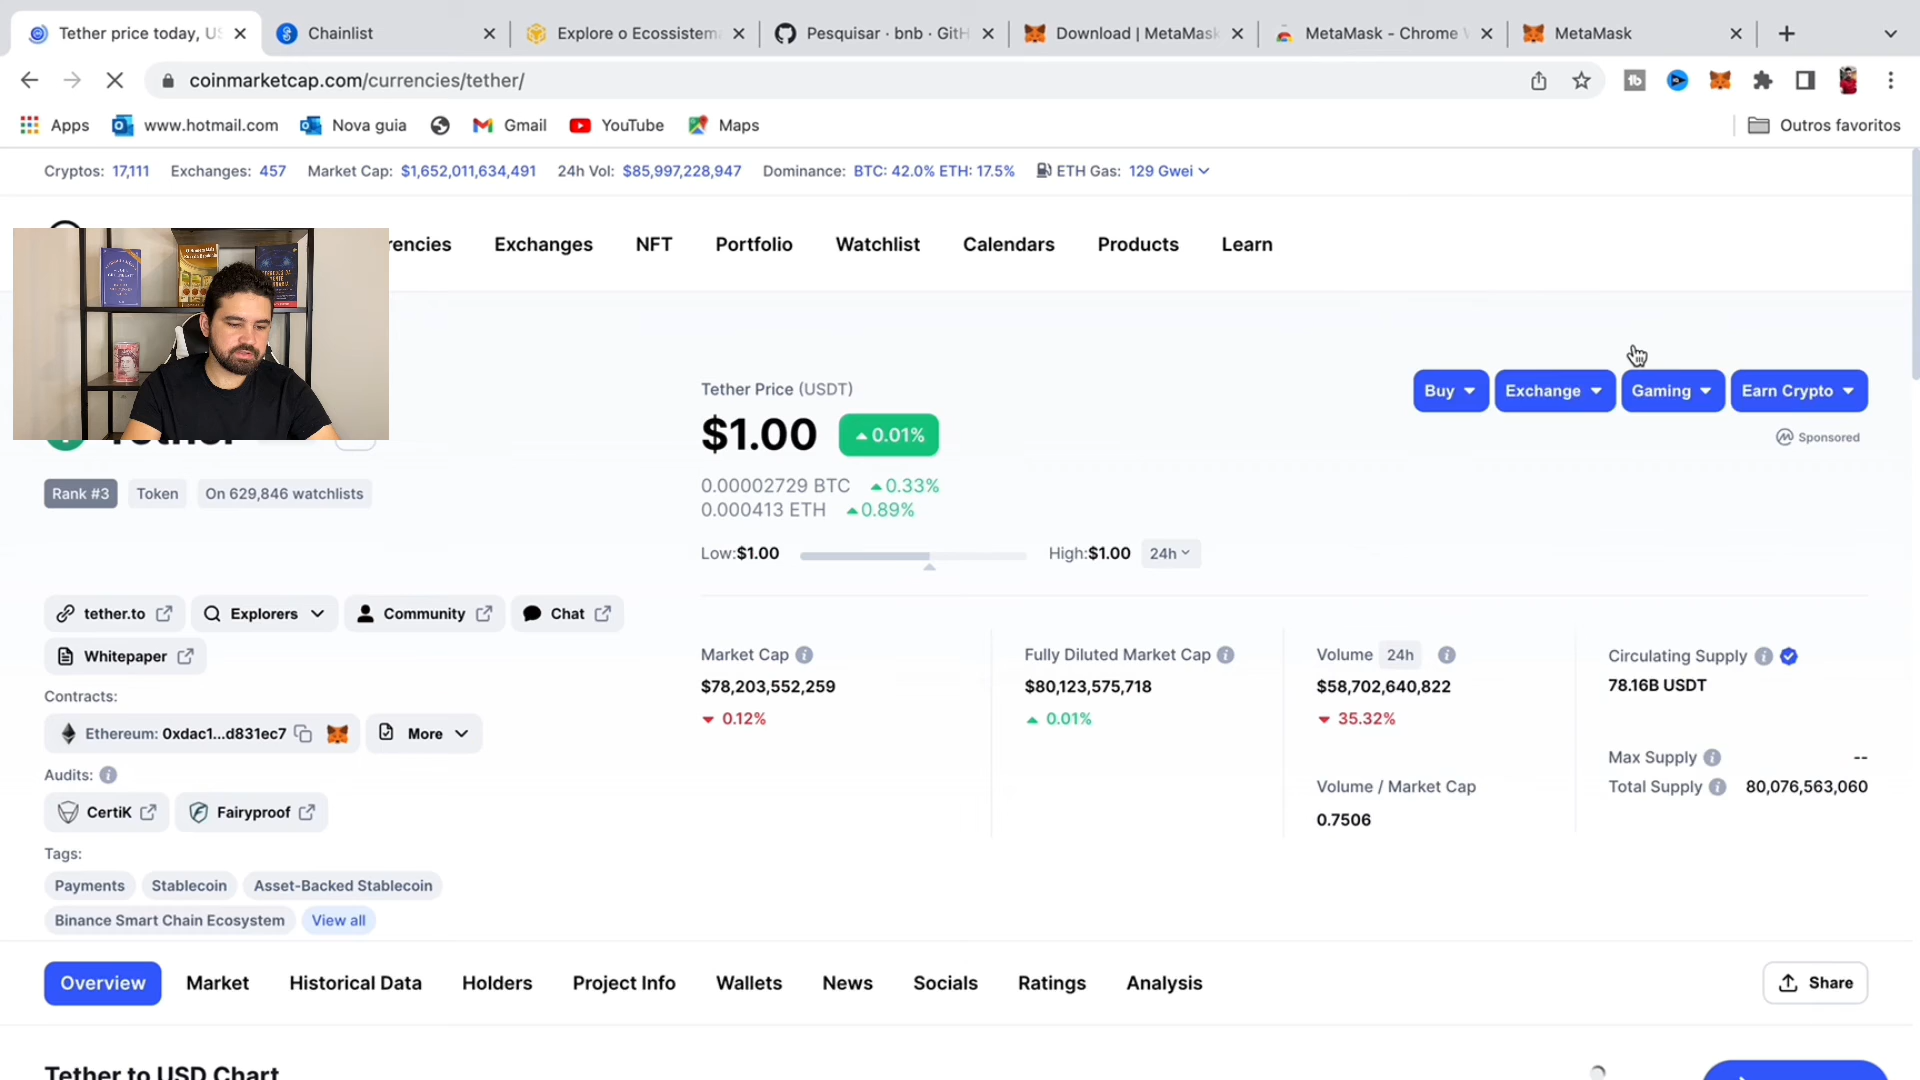 Tether price today, US
Chainlist
Explore o Ecossistema
Pesquisar · bnb · GitH
Download | MetaMask
MetaMask - Chrome W
MetaMask
coinmarketcap.com/currencies/tether/
Apps www.hotmail.com Nova guia Gmail YouTube Maps Outros favoritos
Cryptos: 17,111 Exchanges: 457 Market Cap: $1,652,011,634,491 24h Vol: $85,997,228,947 Dominance: BTC: 42.0% ETH: 17.5% ETH Gas: 129 Gwei
rencies Exchanges NFT Portfolio Watchlist Calendars Products Learn
Tether
Rank #3 Token On 629,846 watchlists
tether.to Explorers Community Chat
Whitepaper
Contracts:
Ethereum: 0xdac1...d831ec7 More
Audits:
CertiK Fairyproof
Tags:
Payments Stablecoin Asset-Backed Stablecoin
Binance Smart Chain Ecosystem View all
Tether Price (USDT)
$1.00 0.01%
0.00002729 BTC 0.33%
0.000413 ETH 0.89%
Low:$1.00 High:$1.00 24h
Buy Exchange Gaming Earn Crypto
Sponsored
Market Cap
$78,203,552,259
0.12%
Fully Diluted Market Cap
$80,123,575,718
0.01%
Volume 24h
$58,702,640,822
35.32%
Volume / Market Cap
0.7506
Circulating Supply
78.16B USDT
Max Supply --
Total Supply 80,076,563,060
Overview Market Historical Data Holders Project Info Wallets News Socials Ratings Analysis Share
Tether to USD Chart